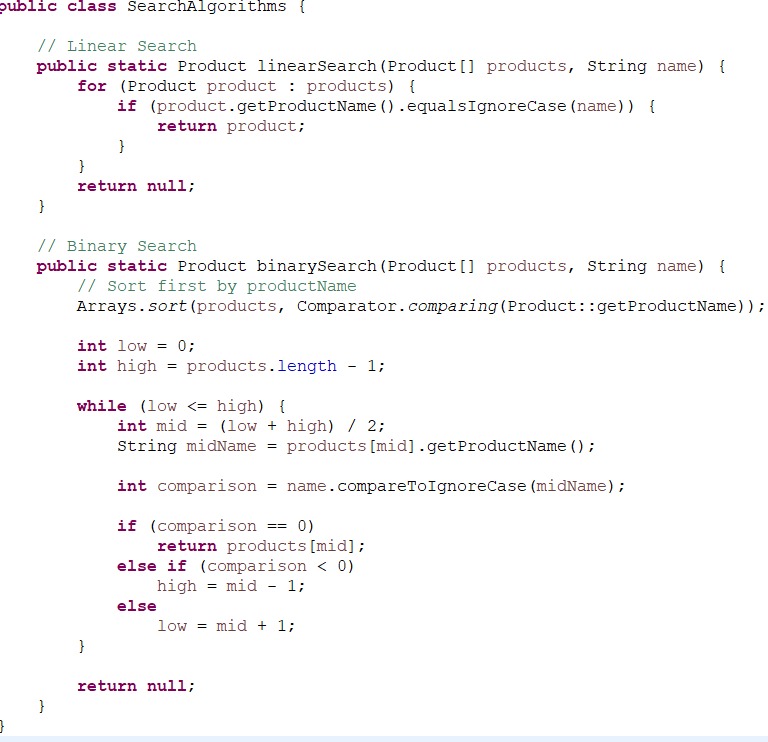 public class SearchAlgorithms {
// Linear Search
public static Product linearSearch(Product[] products, String name) {
for (Product product : products) {
if (product.getProductName().equalsIgnoreCase(name)) {
return product;
}
}
return null;
}
// Binary Search
public static Product binarySearch(Product[] products, String name) {
// Sort first by productName
Arrays.sort(products, Comparator.comparing(Product::getProductName));
int low = 0;
int high = products.length - 1;
while (low <= high) {
int mid = (low + high) / 2;
String midName = products[mid].getProductName();
int comparison = name.compareToIgnoreCase(midName);
if (comparison == 0)
return products[mid];
else if (comparison < 0)
high = mid - 1;
else
low = mid + 1;
}
return null;
}
}